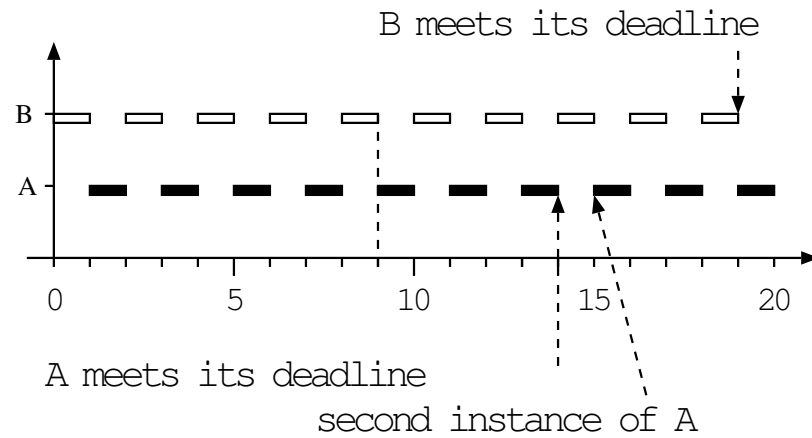 B meets its deadline
B
A
0 5 10 15 20
A meets its deadline
second instance of A